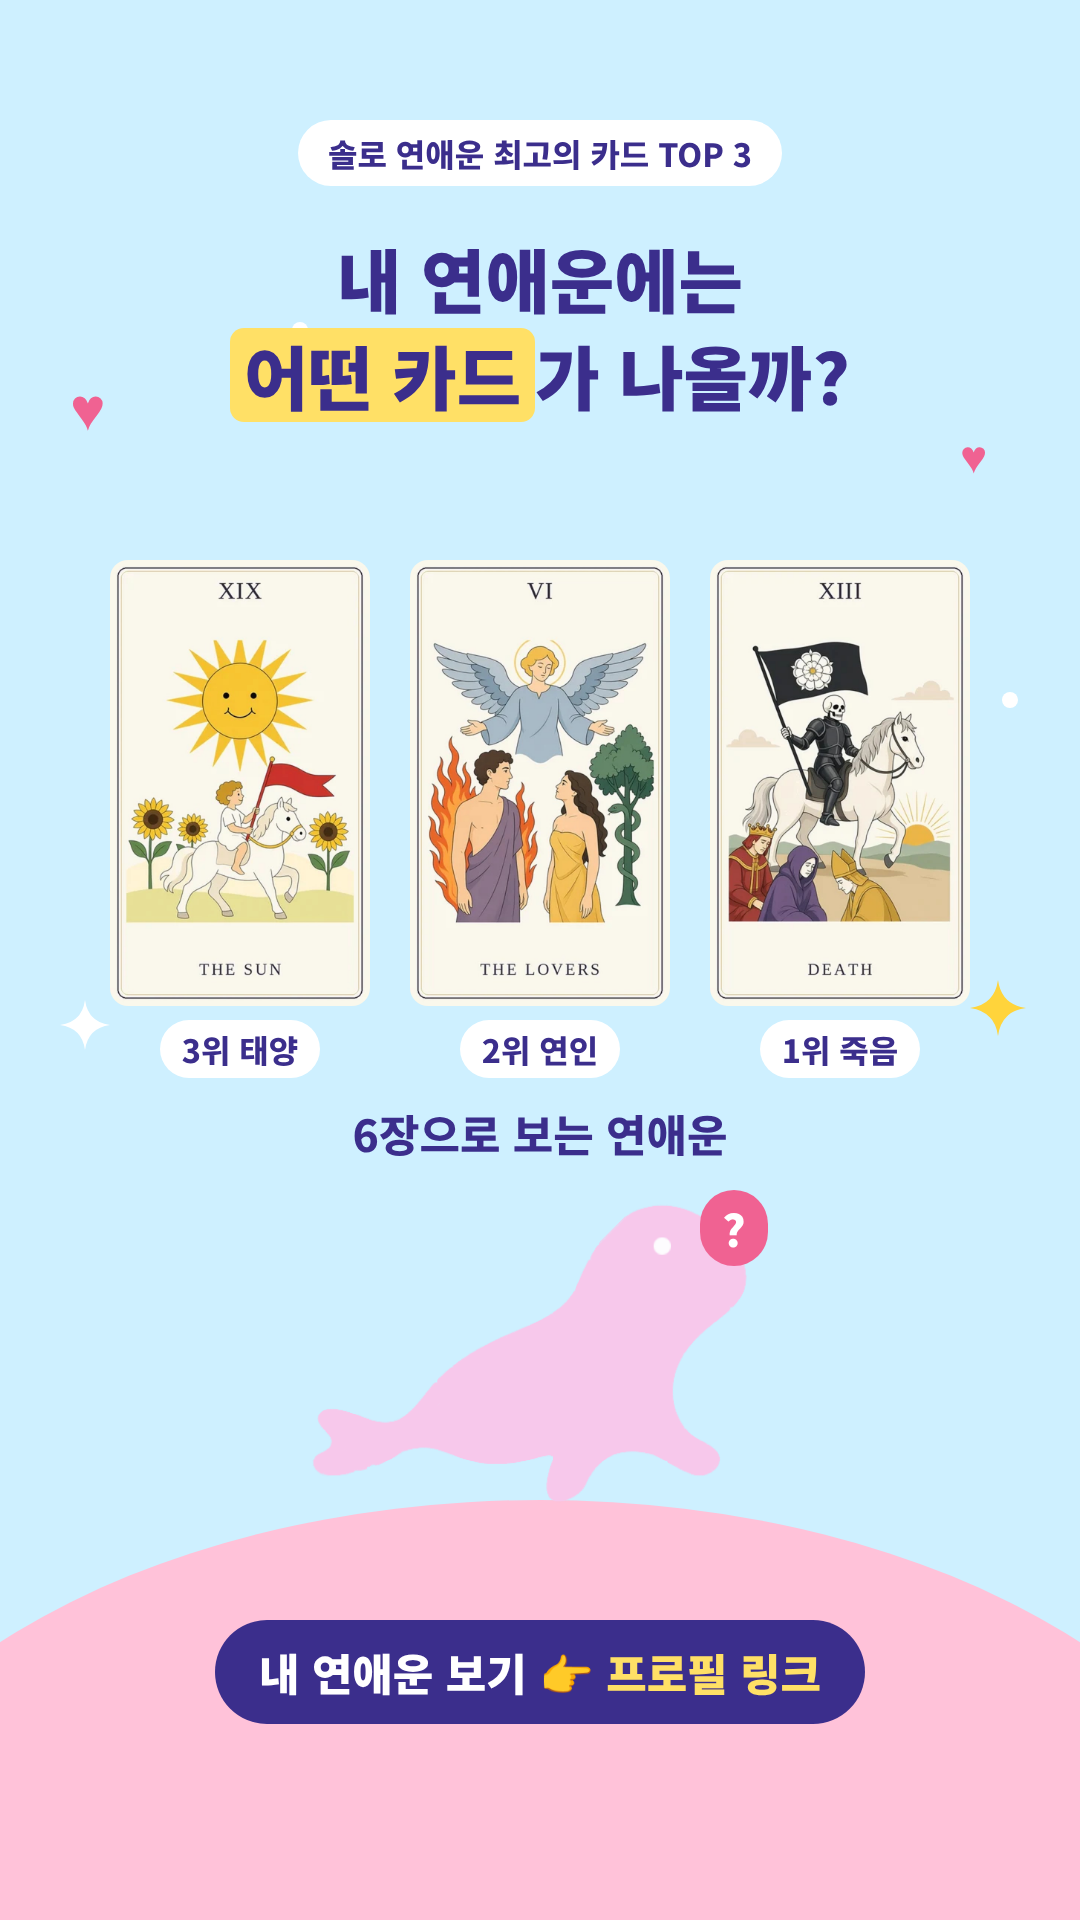 솔로 연애운 최고의 카드 TOP 3
내 연애운에는
어떤 카드가 나올까?
XIX
VI
XIII
THE SUN
THE LOVERS
DEATH
3위 태양
2위 연인
1위 죽음
6장으로 보는 연애운
?
내 연애운 보기 👉 프로필 링크